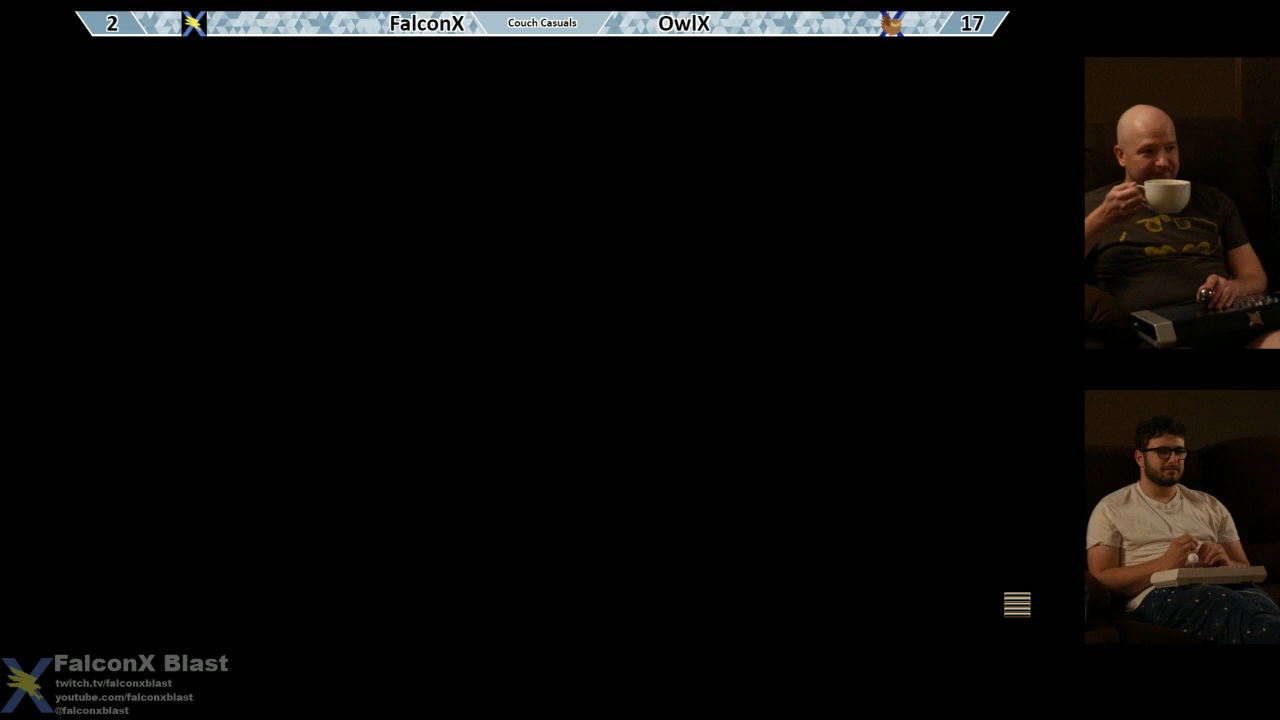 2 FalconX Couch Casuals OwlX 17
FalconX Blast
twitch.tv/falconxblast
youtube.com/falconxblast
@falconxblast